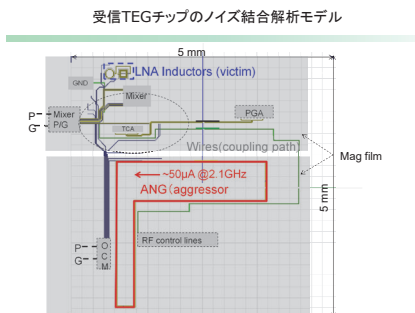 受信TEGチップのノイズ結合解析モデル
5 mm
LNA Inductors (victim)
GND
Mixer
Mixer
P
Mixer
G
P/G
TCA
PGA
Wires(coupling path)
Mag film
~50μA @2.1GHz
ANG（aggressor
5 mm
RF control lines
P
G
O
C
M